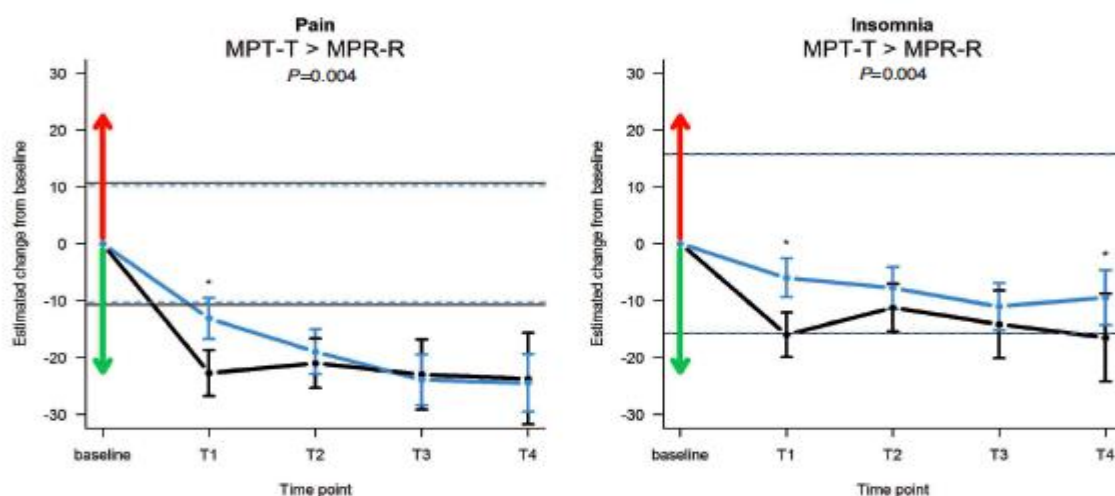 Pain
MPT-T > MPR-R
P=0.004
Estimated change from baseline
30
20
10
0
-10
-20
-30
*
baseline T1 T2 T3 T4
Time point
Insomnia
MPT-T > MPR-R
P=0.004
Estimated change from baseline
30
20
10
0
-10
-20
-30
*
*
baseline T1 T2 T3 T4
Time point